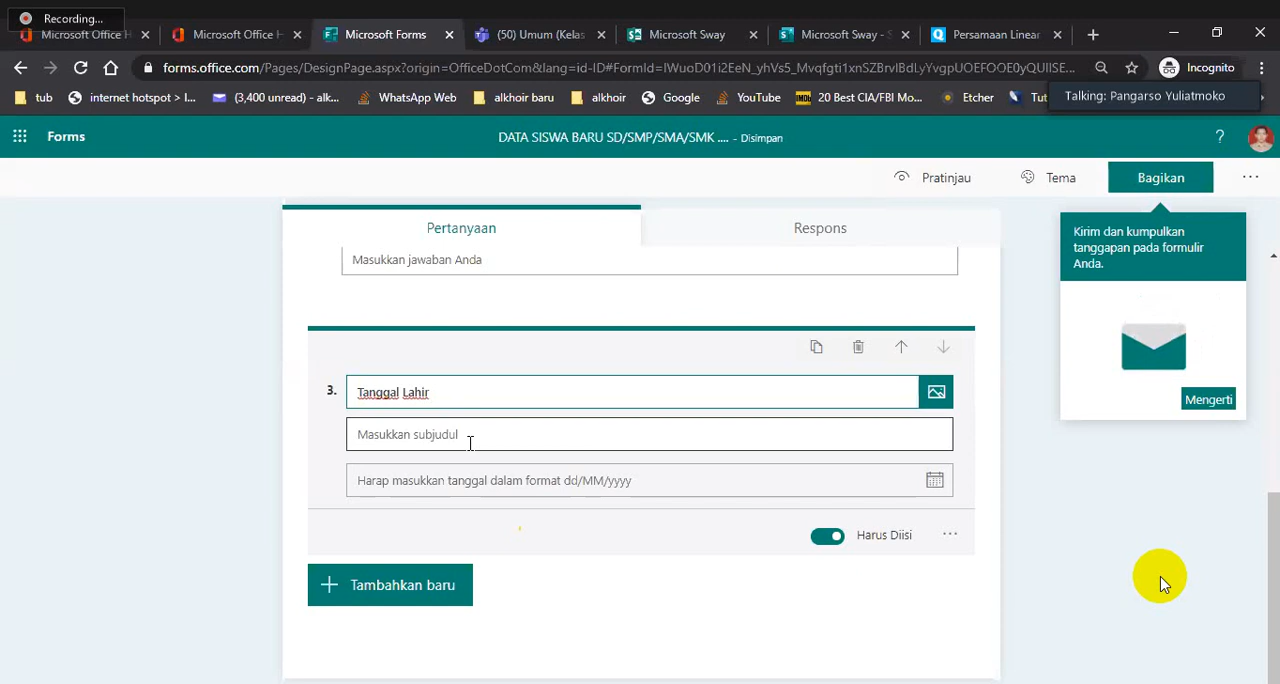 Recording...
Microsoft Office H
Microsoft Office H
Microsoft Forms
(50) Umum (Kelas
Microsoft Sway
Microsoft Sway - S
Persamaan Linear
forms.office.com/Pages/DesignPage.aspx?origin=OfficeDotCom&lang=id-ID#FormId=
Incognito
tub
internet hotspot > I...
(3,400 unread) - alk...
WhatsApp Web
alkhoir baru
alkhoir
Google
YouTube
20 Best CIA/FBI Mo...
Etcher
Tut
Talking: Pangarso Yuliatmoko
Forms
DATA SISWA BARU SD/SMP/SMA/SMK .... - Disimpan
?
Pratinjau
Tema
Bagikan
Pertanyaan
Respons
Kirim dan kumpulkan
tanggapan pada formulir
Anda.
Mengerti
Masukkan jawaban Anda
3. Tanggal Lahir
Masukkan subjudul
Harap masukkan tanggal dalam format dd/MM/yyyy
Harus Diisi
Tambahkan baru